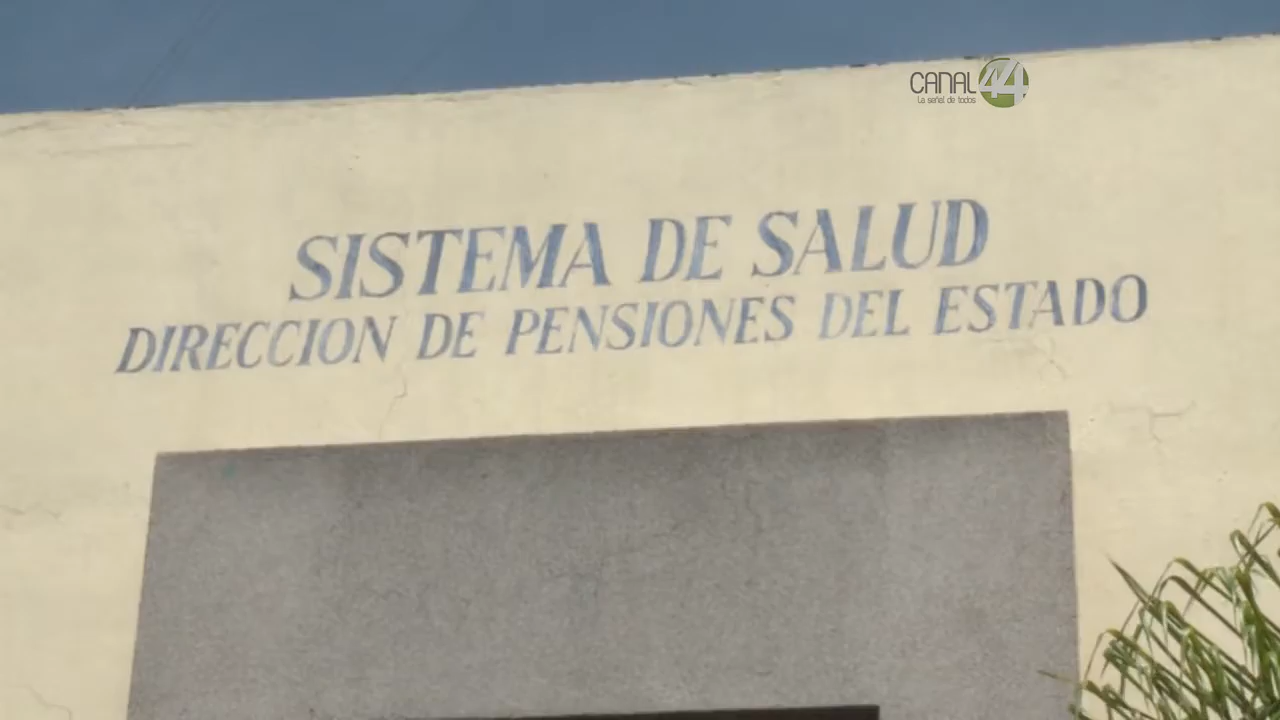 CANAL 44
La señal de todos
SISTEMA DE SALUD
DIRECCION DE PENSIONES DEL ESTADO